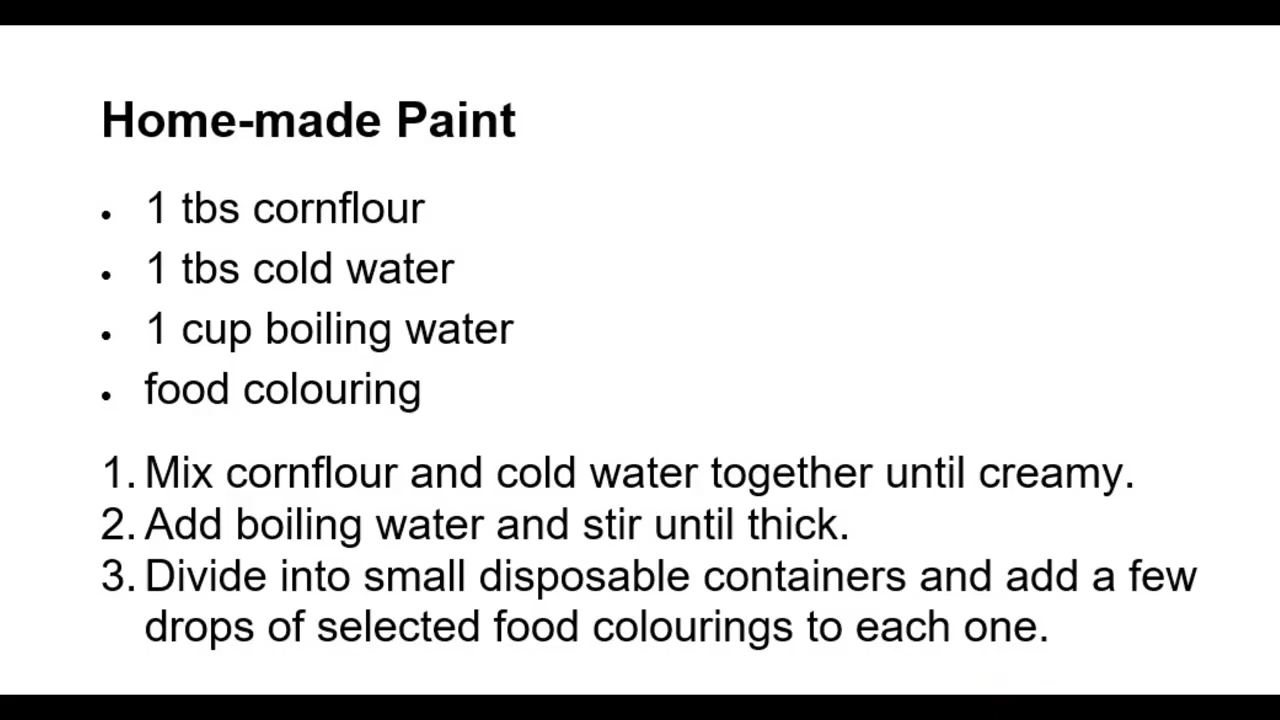 Home-made Paint
• 1 tbs cornflour
• 1 tbs cold water
• 1 cup boiling water
• food colouring
1. Mix cornflour and cold water together until creamy.
2. Add boiling water and stir until thick.
3. Divide into small disposable containers and add a few
drops of selected food colourings to each one.